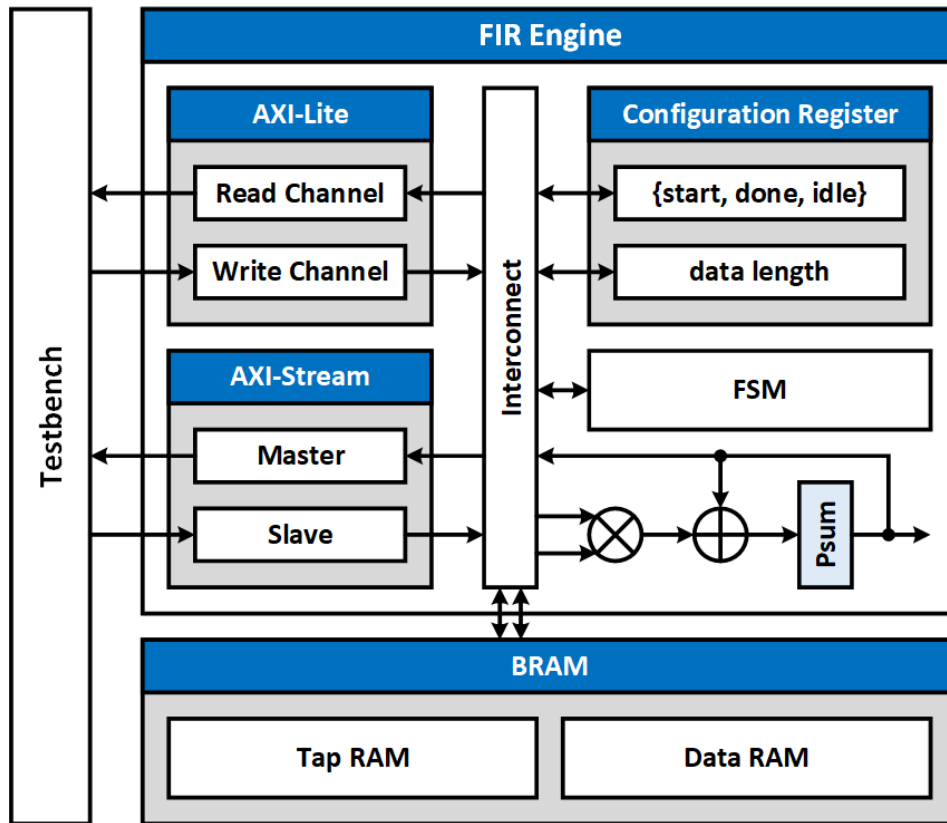 FIR Engine
AXI-Lite
Configuration Register
Read Channel
{start, done, idle}
Write Channel
data length
Testbench
Interconnect
AXI-Stream
FSM
Master
Slave
Psum
BRAM
Tap RAM
Data RAM